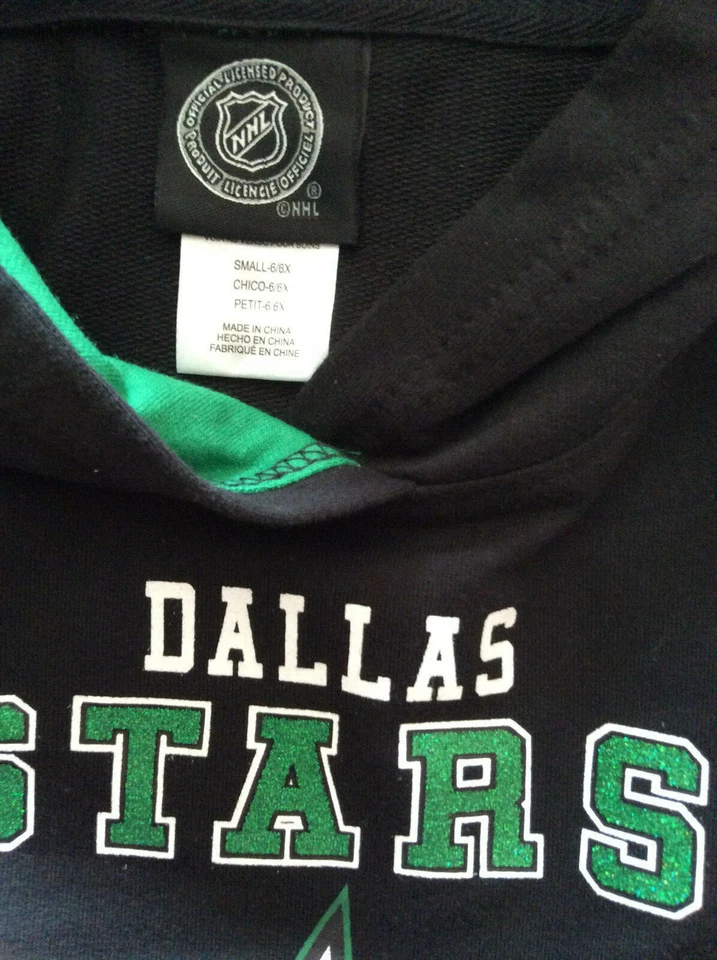 OFFICIAL LICENSED PRODUCT
NHL
PRODUIT LICENCIÉ OFFICIEL
®
©NHL
SMALL-6/6X
CHICO-6/6X
PETIT-6.6X
MADE IN CHINA
HECHO EN CHINA
FABRIQUÉ EN CHINE
DALLAS
STARS